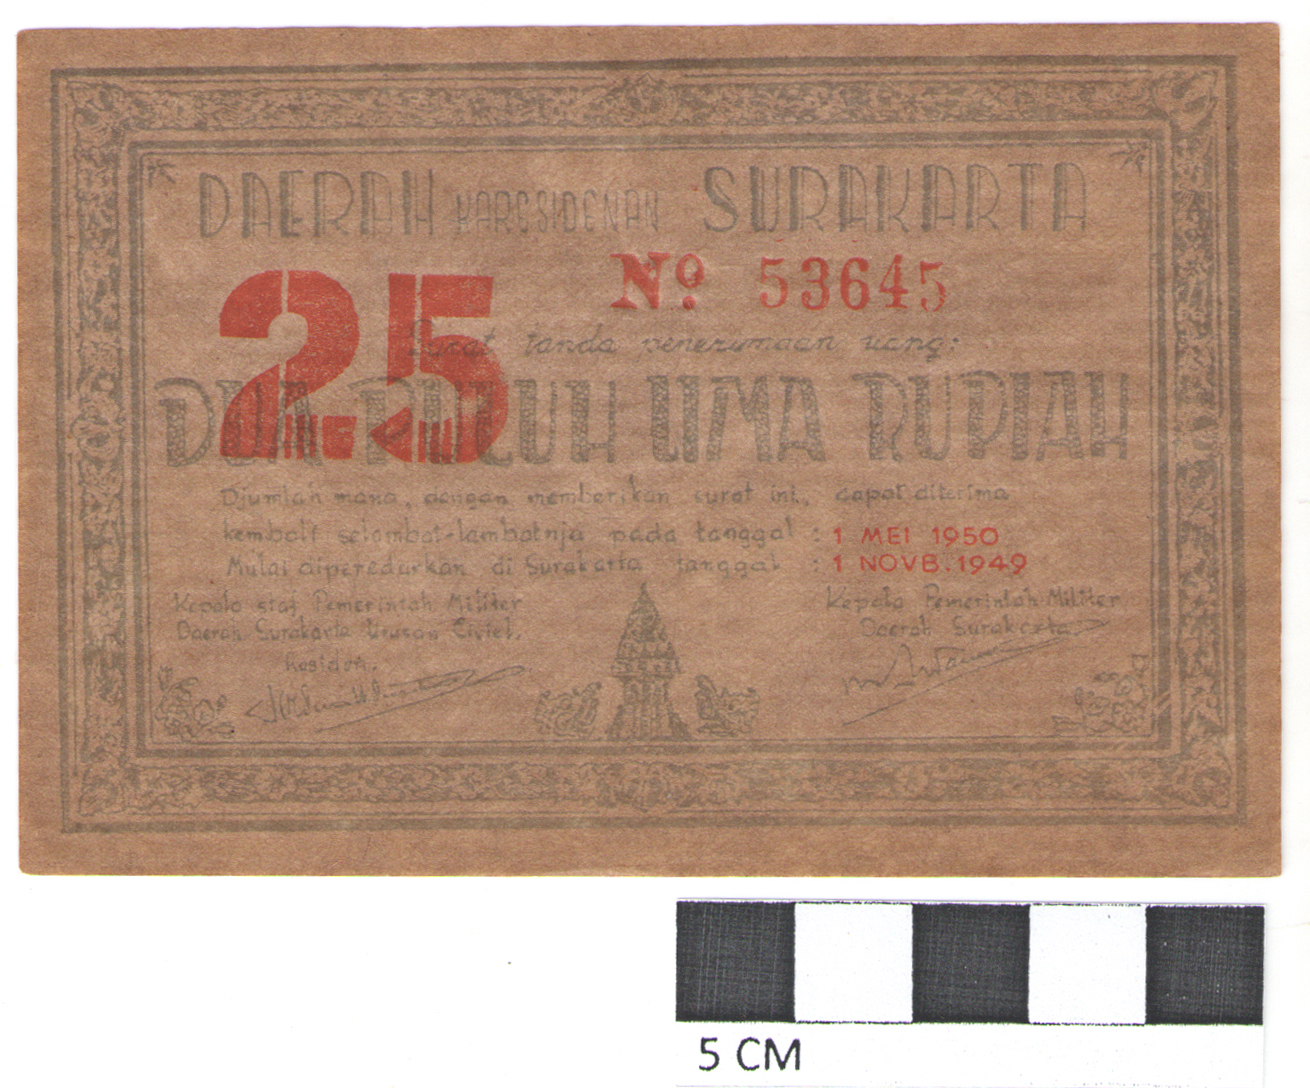 DAERAH KARESIDENAN SURAKARTA
25
No 53645
Surat tanda penerimaan uang:
DUA PULUH LIMA RUPIAH
Djumlah mana, dengan memberikan surat ini, dapat diterima
kembali selambat-lambatnja pada tanggal : 1 MEI 1950
Mulai diperedarkan di Surakarta tanggal : 1 NOVB. 1949
Kepala staf Pemerintah Militer
Daerah Surakarta Urusan Civiel,
Residen.
Kepala Pemerintah Militer
Daerah Surakarta
5 CM